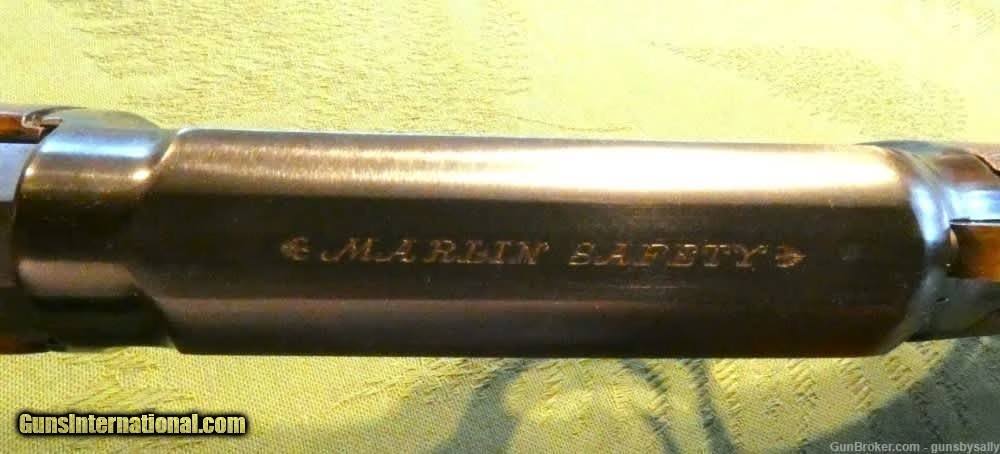 MARLIN SAFETY
GunsInternational.com
GunBroker.com - gunsbysally